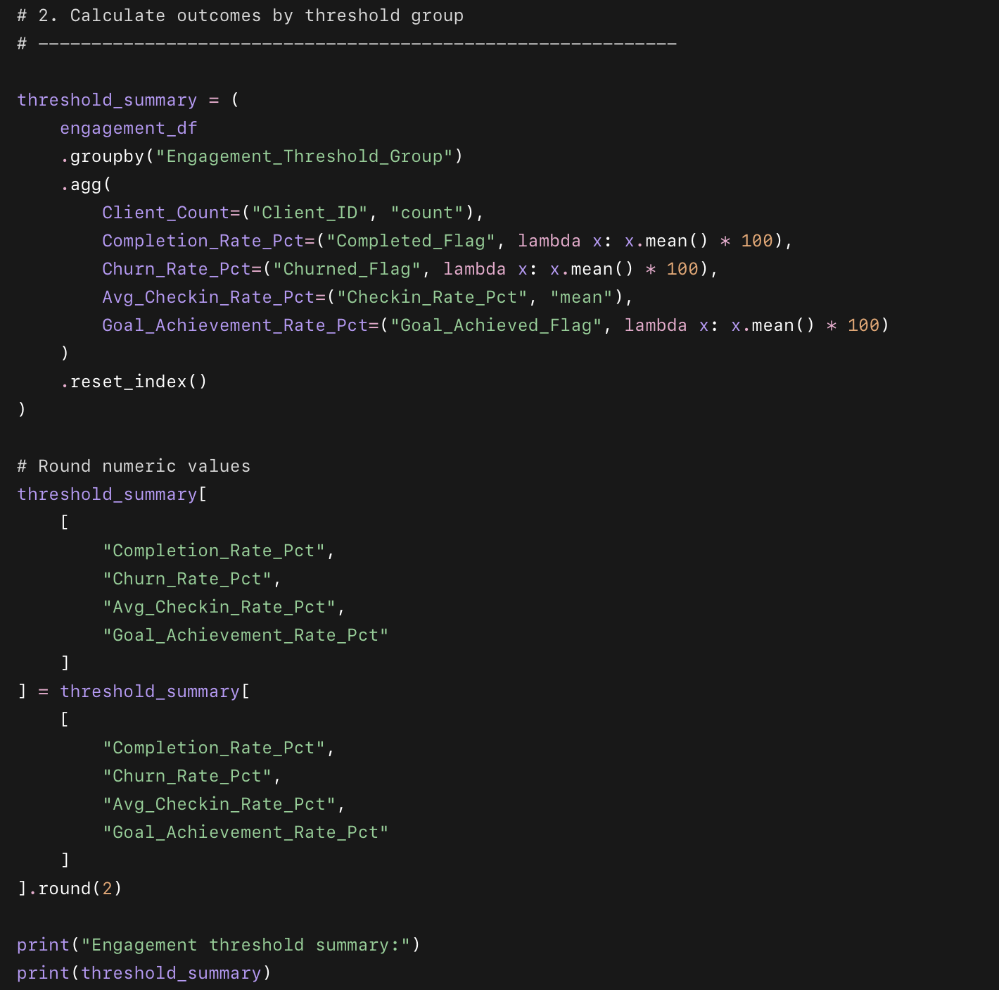 # 2. Calculate outcomes by threshold group
# ------------------------------------------------------------
threshold_summary = (
    engagement_df
    .groupby("Engagement_Threshold_Group")
    .agg(
        Client_Count=("Client_ID", "count"),
        Completion_Rate_Pct=("Completed_Flag", lambda x: x.mean() * 100),
        Churn_Rate_Pct=("Churned_Flag", lambda x: x.mean() * 100),
        Avg_Checkin_Rate_Pct=("Checkin_Rate_Pct", "mean"),
        Goal_Achievement_Rate_Pct=("Goal_Achieved_Flag", lambda x: x.mean() * 100)
    )
    .reset_index()
)
# Round numeric values
threshold_summary[
    [
        "Completion_Rate_Pct",
        "Churn_Rate_Pct",
        "Avg_Checkin_Rate_Pct",
        "Goal_Achievement_Rate_Pct"
    ]
] = threshold_summary[
    [
        "Completion_Rate_Pct",
        "Churn_Rate_Pct",
        "Avg_Checkin_Rate_Pct",
        "Goal_Achievement_Rate_Pct"
    ]
].round(2)
print("Engagement threshold summary:")
print(threshold_summary)